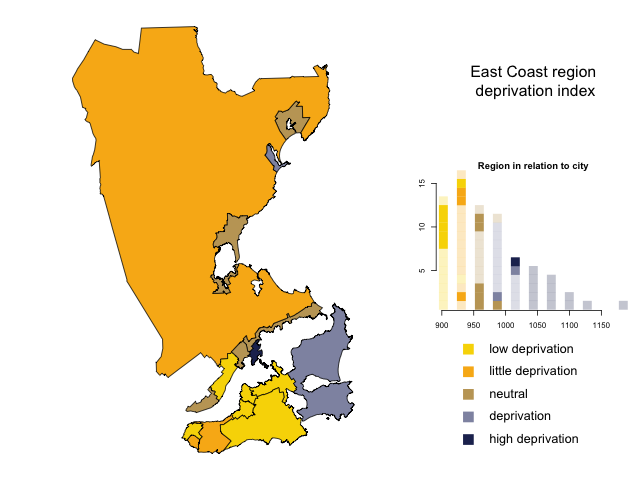 East Coast region
deprivation index
Region in relation to city
15
10
5
900 950 1000 1050 1100 1150
low deprivation
little deprivation
neutral
deprivation
high deprivation